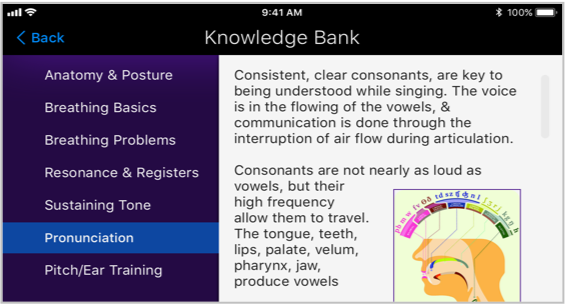 9:41 AM
100%
Back
Knowledge Bank
Anatomy & Posture
Breathing Basics
Breathing Problems
Resonance & Registers
Sustaining Tone
Pronunciation
Pitch/Ear Training
Consistent, clear consonants, are key to
being understood while singing. The voice
is in the flowing of the vowels, &
communication is done through the
interruption of air flow during articulation.
Consonants are not nearly as loud as
vowels, but their
high frequency
allow them to travel.
The tongue, teeth,
lips, palate, velum,
pharynx, jaw,
produce vowels